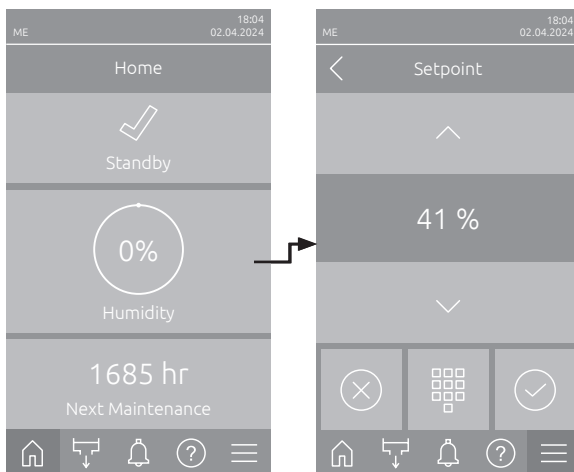 18:04
ME 02.04.2024
Home
Standby
0%
Humidity
1685 hr
Next Maintenance
?
18:04
ME 02.04.2024
Setpoint
41 %
?